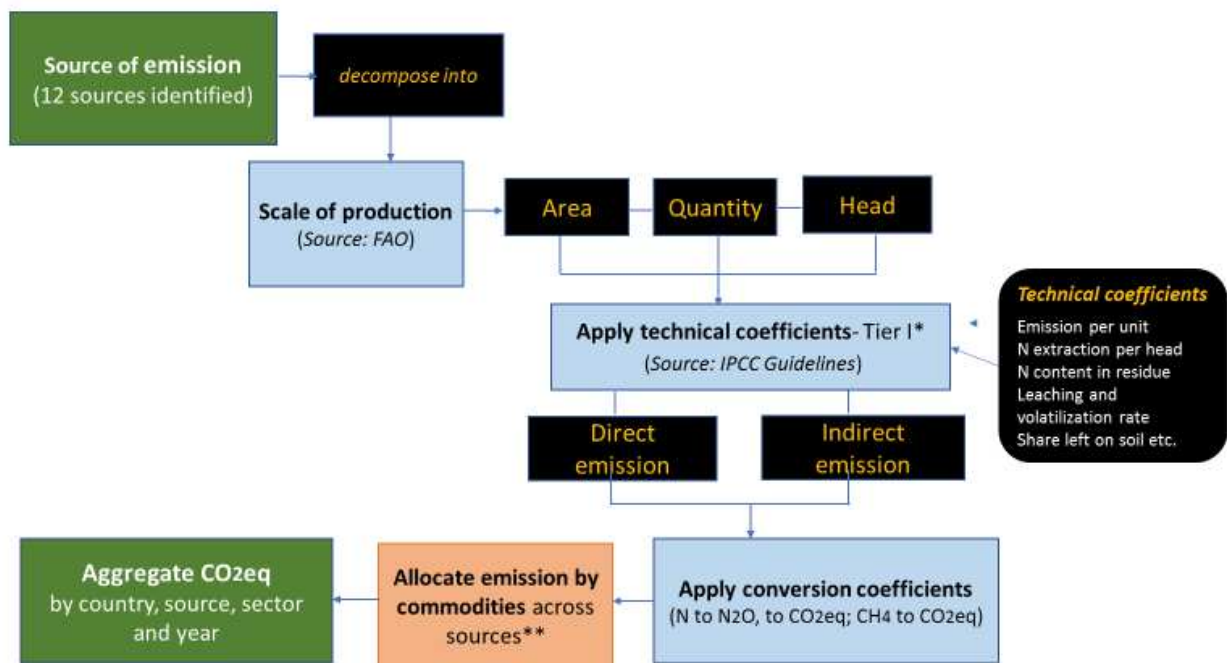 Source of emission
(12 sources identified)
decompose into
Scale of production
(Source: FAO)
Area
Quantity
Head
Technical coefficients
Emission per unit
N extraction per head
N content in residue
Leaching and
volatilization rate
Share left on soil etc.
Apply technical coefficients- Tier I*
(Source: IPCC Guidelines)
Direct
emission
Indirect
emission
Aggregate CO2eq
by country, source, sector
and year
Allocate emission by
commodities across
sources**
Apply conversion coefficients
(N to N2O, to CO2eq; CH4 to CO2eq)